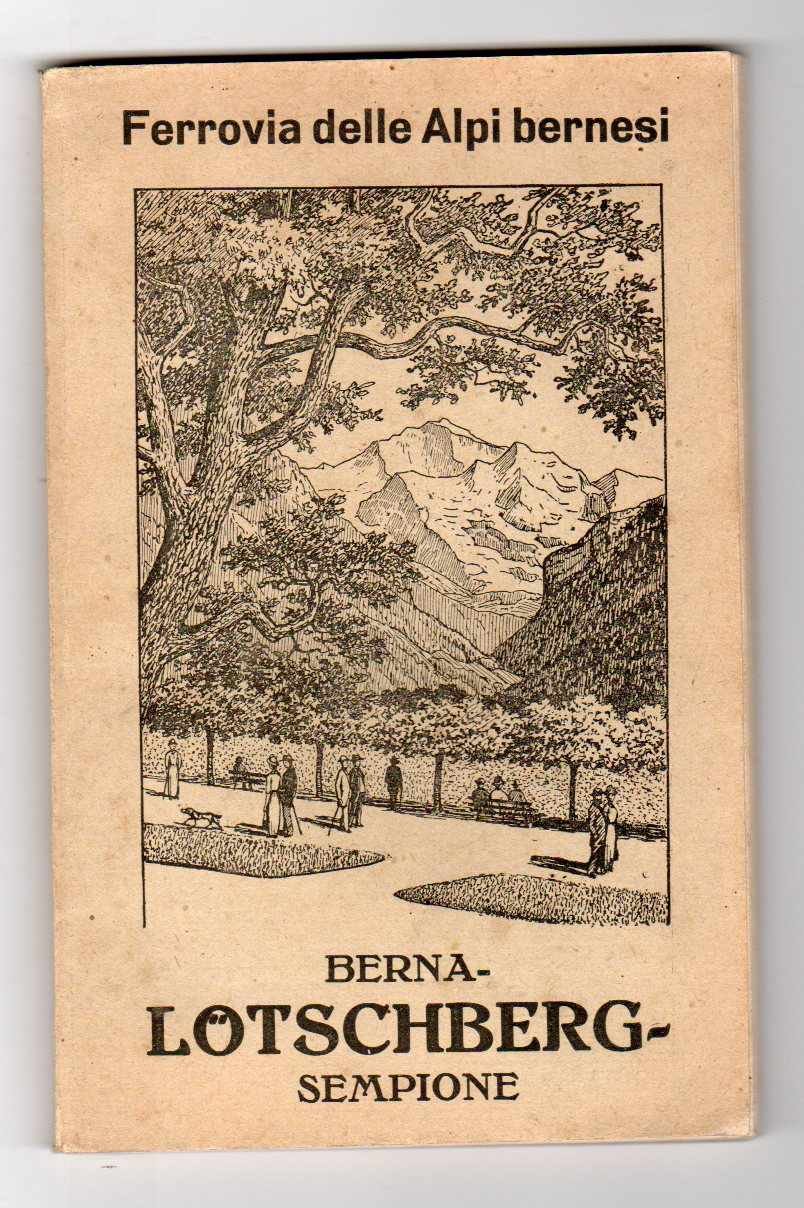 Ferrovia delle Alpi bernesi
BERNA-
LÖTSCHBERG-
SEMPIONE